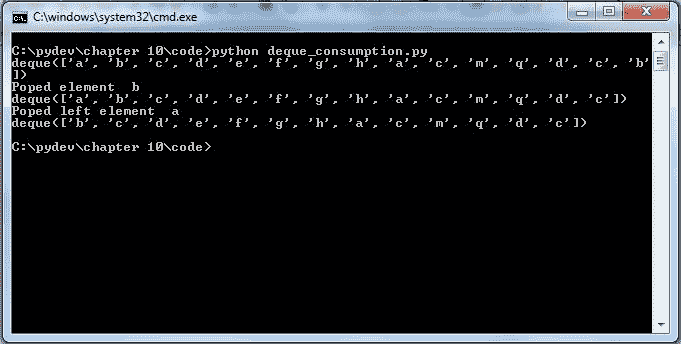 C:\windows\system32\cmd.exe
C:\pydev\chapter 10\code>python deque_consumption.py
deque(['a', 'b', 'c', 'd', 'e', 'f', 'g', 'h', 'a', 'c', 'm', 'q', 'd', 'c', 'b'
])
Poped element  b
deque(['a', 'b', 'c', 'd', 'e', 'f', 'g', 'h', 'a', 'c', 'm', 'q', 'd', 'c'])
Poped left element  a
deque(['b', 'c', 'd', 'e', 'f', 'g', 'h', 'a', 'c', 'm', 'q', 'd', 'c'])
C:\pydev\chapter 10\code>